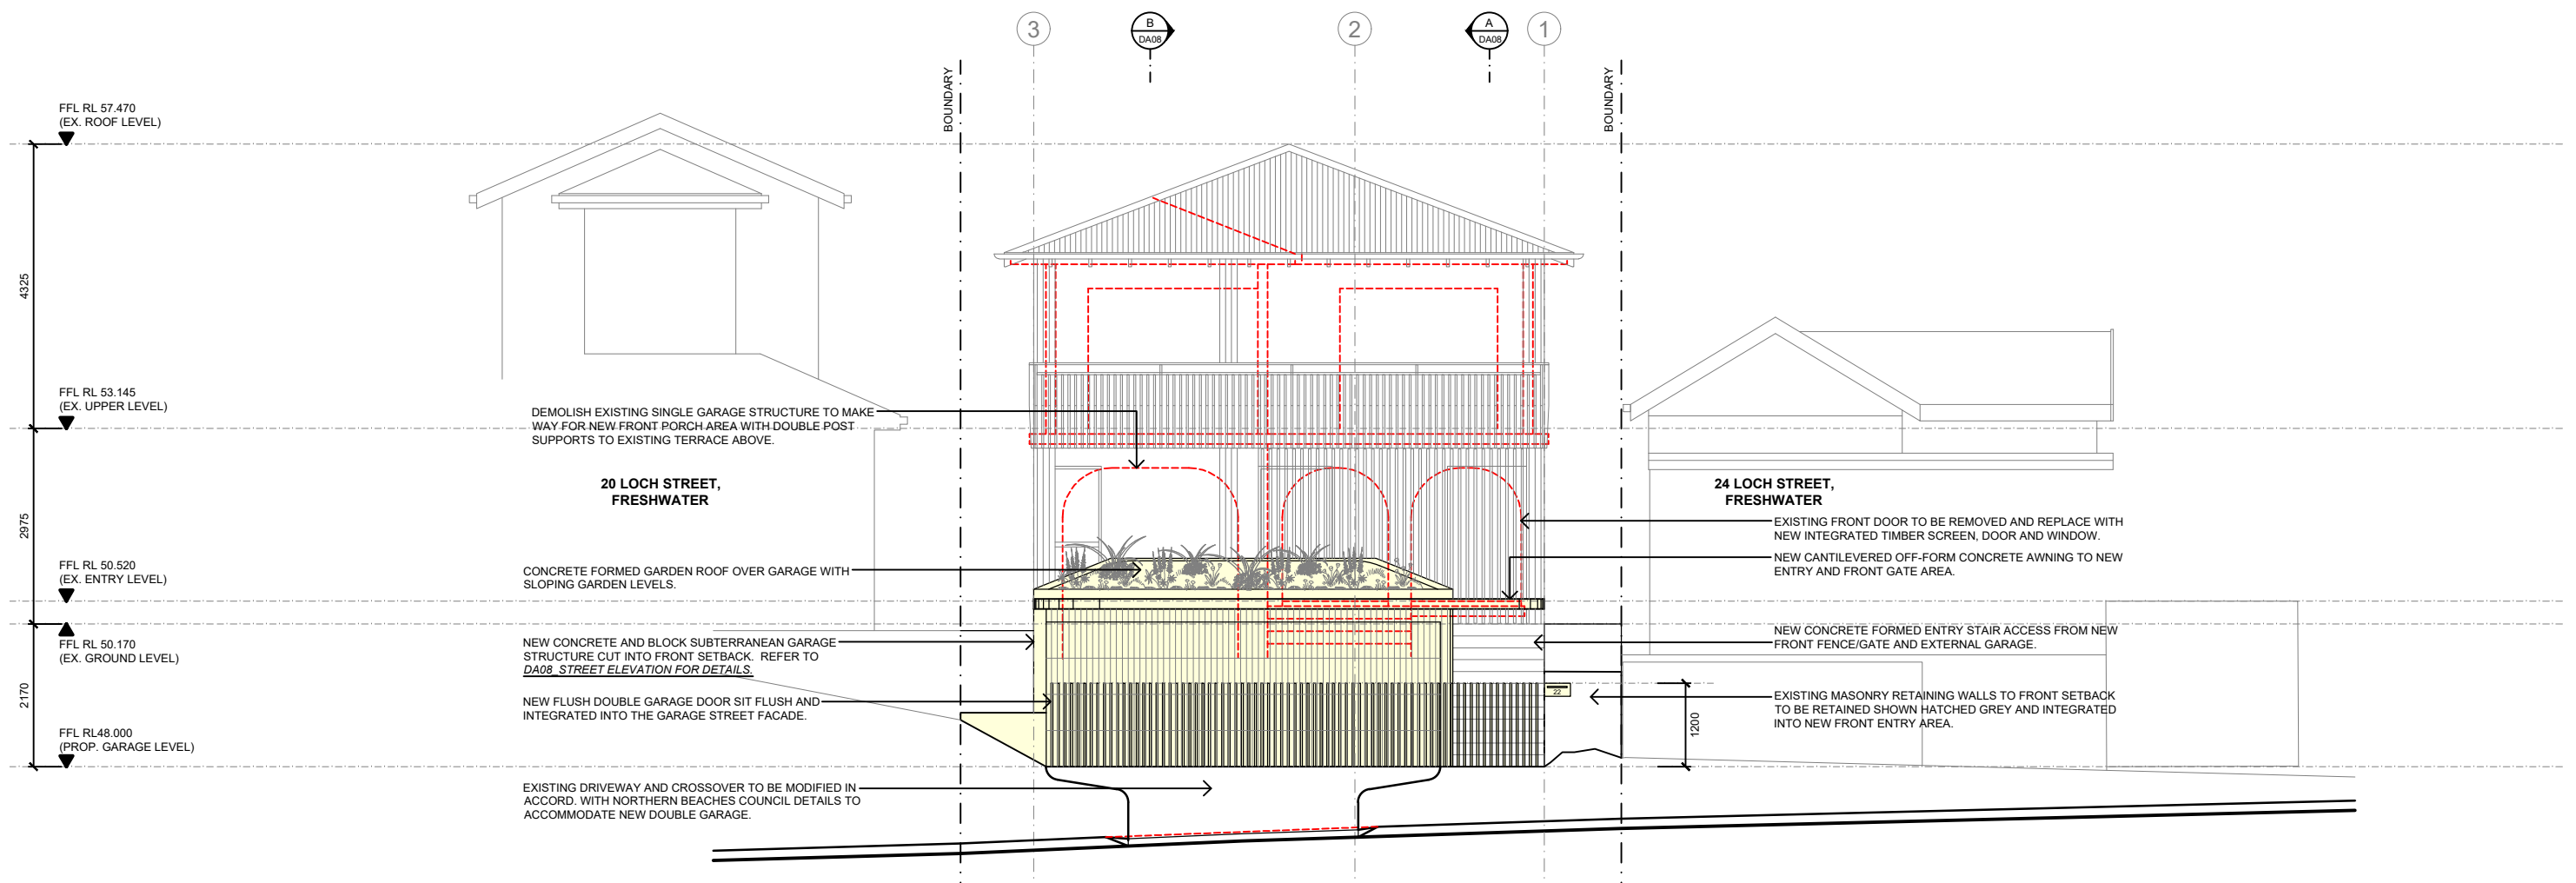 3
B
DA08
2
A
DA08
1
BOUNDARY
BOUNDARY
FFL RL 57.470
(EX. ROOF LEVEL)
4325
FFL RL 53.145
(EX. UPPER LEVEL)
2975
FFL RL 50.520
(EX. ENTRY LEVEL)
FFL RL 50.170
(EX. GROUND LEVEL)
2170
FFL RL48.000
(PROP. GARAGE LEVEL)
DEMOLISH EXISTING SINGLE GARAGE STRUCTURE TO MAKE
WAY FOR NEW FRONT PORCH AREA WITH DOUBLE POST
SUPPORTS TO EXISTING TERRACE ABOVE.
20 LOCH STREET,
FRESHWATER
CONCRETE FORMED GARDEN ROOF OVER GARAGE WITH
SLOPING GARDEN LEVELS.
NEW CONCRETE AND BLOCK SUBTERRANEAN GARAGE
STRUCTURE CUT INTO FRONT SETBACK. REFER TO
DA08_STREET ELEVATION FOR DETAILS.
NEW FLUSH DOUBLE GARAGE DOOR SIT FLUSH AND
INTEGRATED INTO THE GARAGE STREET FACADE.
EXISTING DRIVEWAY AND CROSSOVER TO BE MODIFIED IN
ACCORD. WITH NORTHERN BEACHES COUNCIL DETAILS TO
ACCOMMODATE NEW DOUBLE GARAGE.
24 LOCH STREET,
FRESHWATER
EXISTING FRONT DOOR TO BE REMOVED AND REPLACE WITH
NEW INTEGRATED TIMBER SCREEN, DOOR AND WINDOW.
NEW CANTILEVERED OFF-FORM CONCRETE AWNING TO NEW
ENTRY AND FRONT GATE AREA.
NEW CONCRETE FORMED ENTRY STAIR ACCESS FROM NEW
FRONT FENCE/GATE AND EXTERNAL GARAGE.
22
EXISTING MASONRY RETAINING WALLS TO FRONT SETBACK
TO BE RETAINED SHOWN HATCHED GREY AND INTEGRATED
INTO NEW FRONT ENTRY AREA.
1200